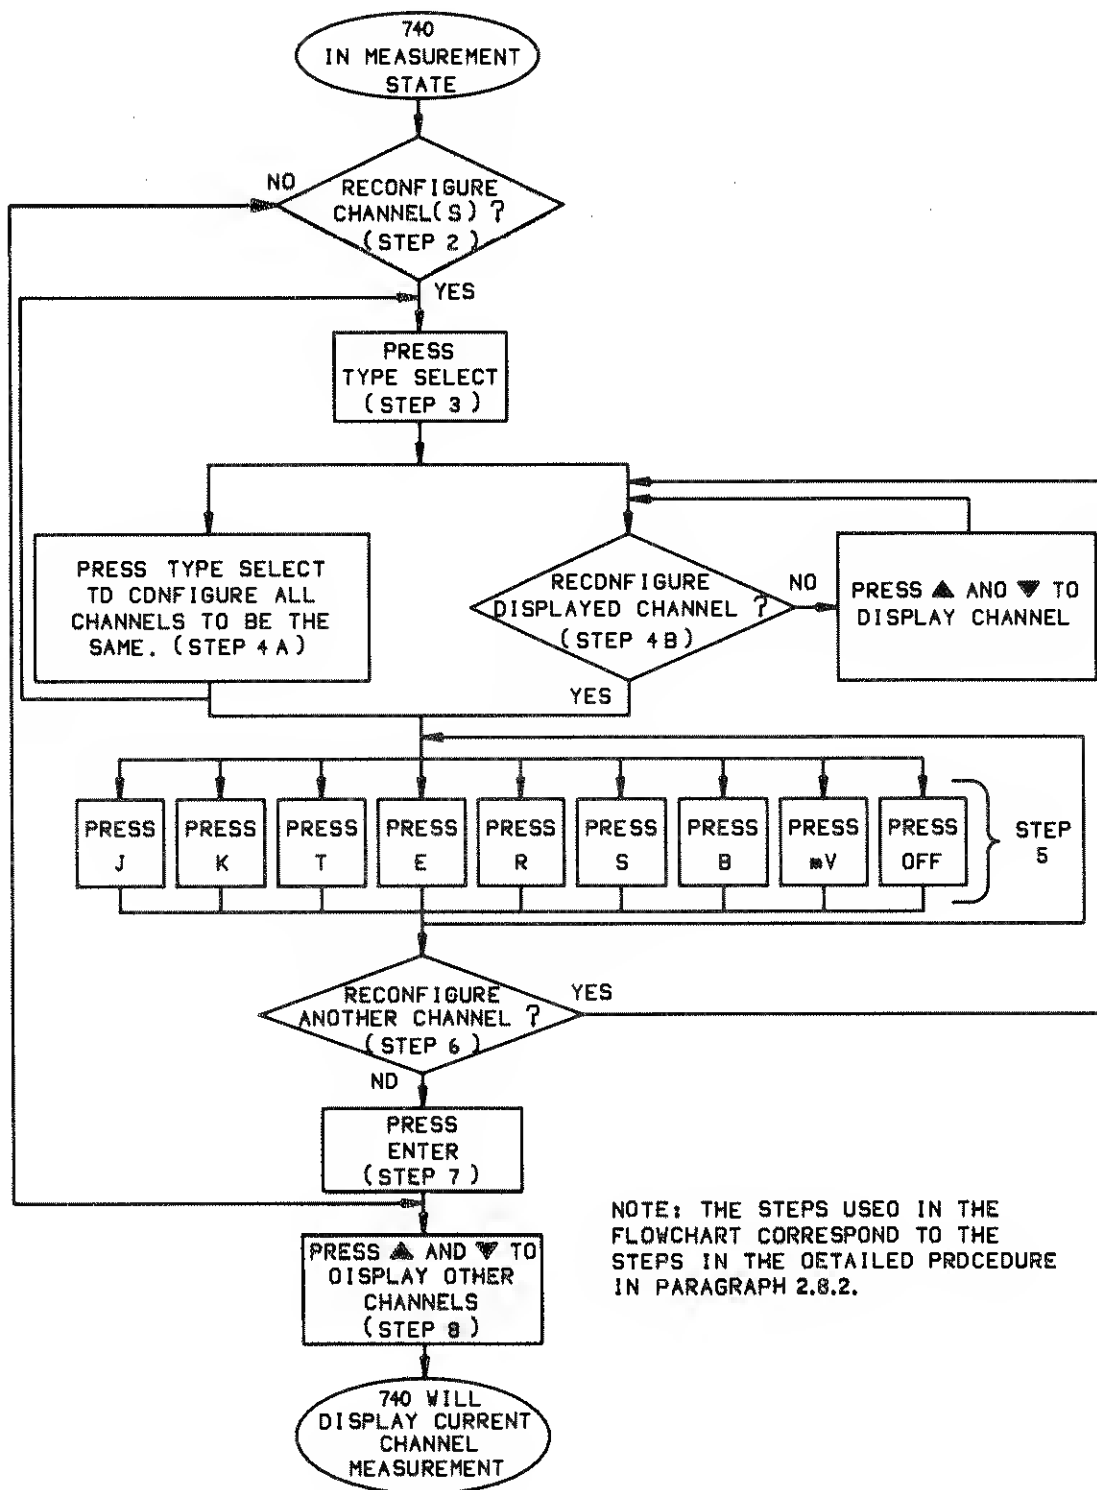 740
IN MEASUREMENT
STATE
NO
RECONFIGURE
CHANNEL(S) ?
(STEP 2)
YES
PRESS
TYPE SELECT
(STEP 3)
PRESS TYPE SELECT
TD CDNFIGURE ALL
CHANNELS TO BE THE
SAME. (STEP 4A)
RECDNFIGURE
DISPLAYED CHANNEL ?
(STEP 4B)
NO
PRESS ▲ AND ▼ TO
DISPLAY CHANNEL
YES
PRESS
J
PRESS
K
PRESS
T
PRESS
E
PRESS
R
PRESS
S
PRESS
B
PRESS
mV
PRESS
OFF
STEP
5
RECONFIGURE
ANOTHER CHANNEL ?
(STEP 6)
YES
ND
PRESS
ENTER
(STEP 7)
PRESS ▲ AND ▼ TO
OISPLAY OTHER
CHANNELS
(STEP 8)
740 WILL
DISPLAY CURRENT
CHANNEL
MEASUREMENT
NOTE: THE STEPS USEO IN THE
FLOWCHART CORRESPOND TO THE
STEPS IN THE OETAILED PRDCEDURE
IN PARAGRAPH 2.8.2.